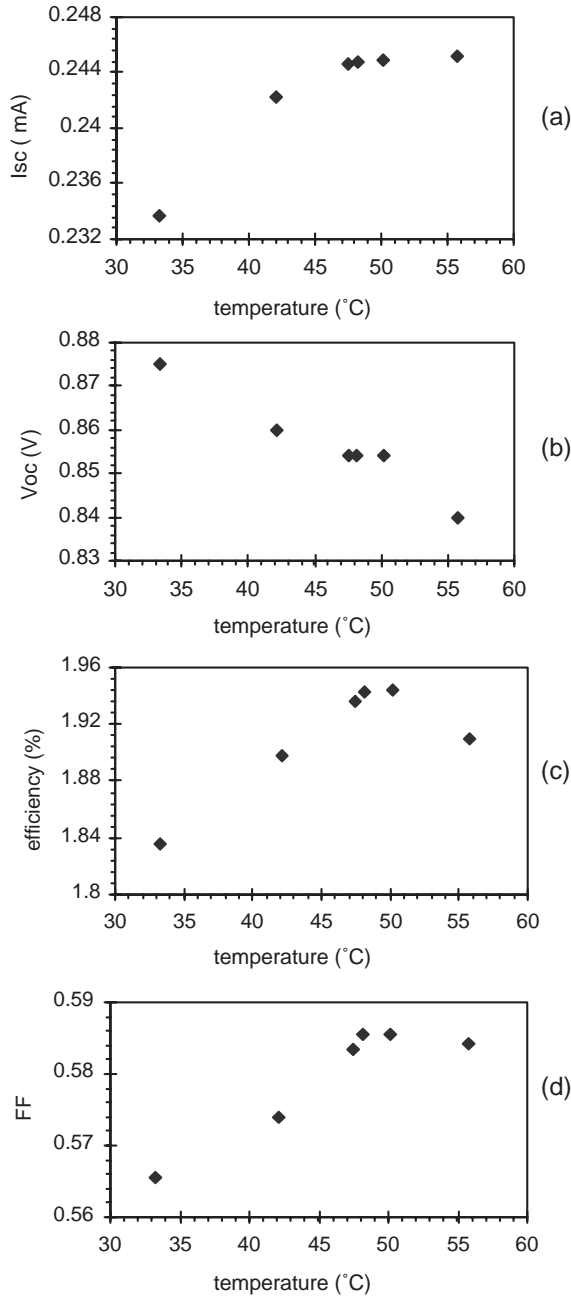 0.248
0.244
0.24
0.236
0.232
Isc ( mA)
30 35 40 45 50 55 60
temperature (˚C)
(a)
0.88
0.87
0.86
0.85
0.84
0.83
Voc (V)
30 35 40 45 50 55 60
temperature (˚C)
(b)
1.96
1.92
1.88
1.84
1.8
efficiency (%)
30 35 40 45 50 55 60
temperature (˚C)
(c)
0.59
0.58
0.57
0.56
FF
30 35 40 45 50 55 60
temperature (˚C)
(d)